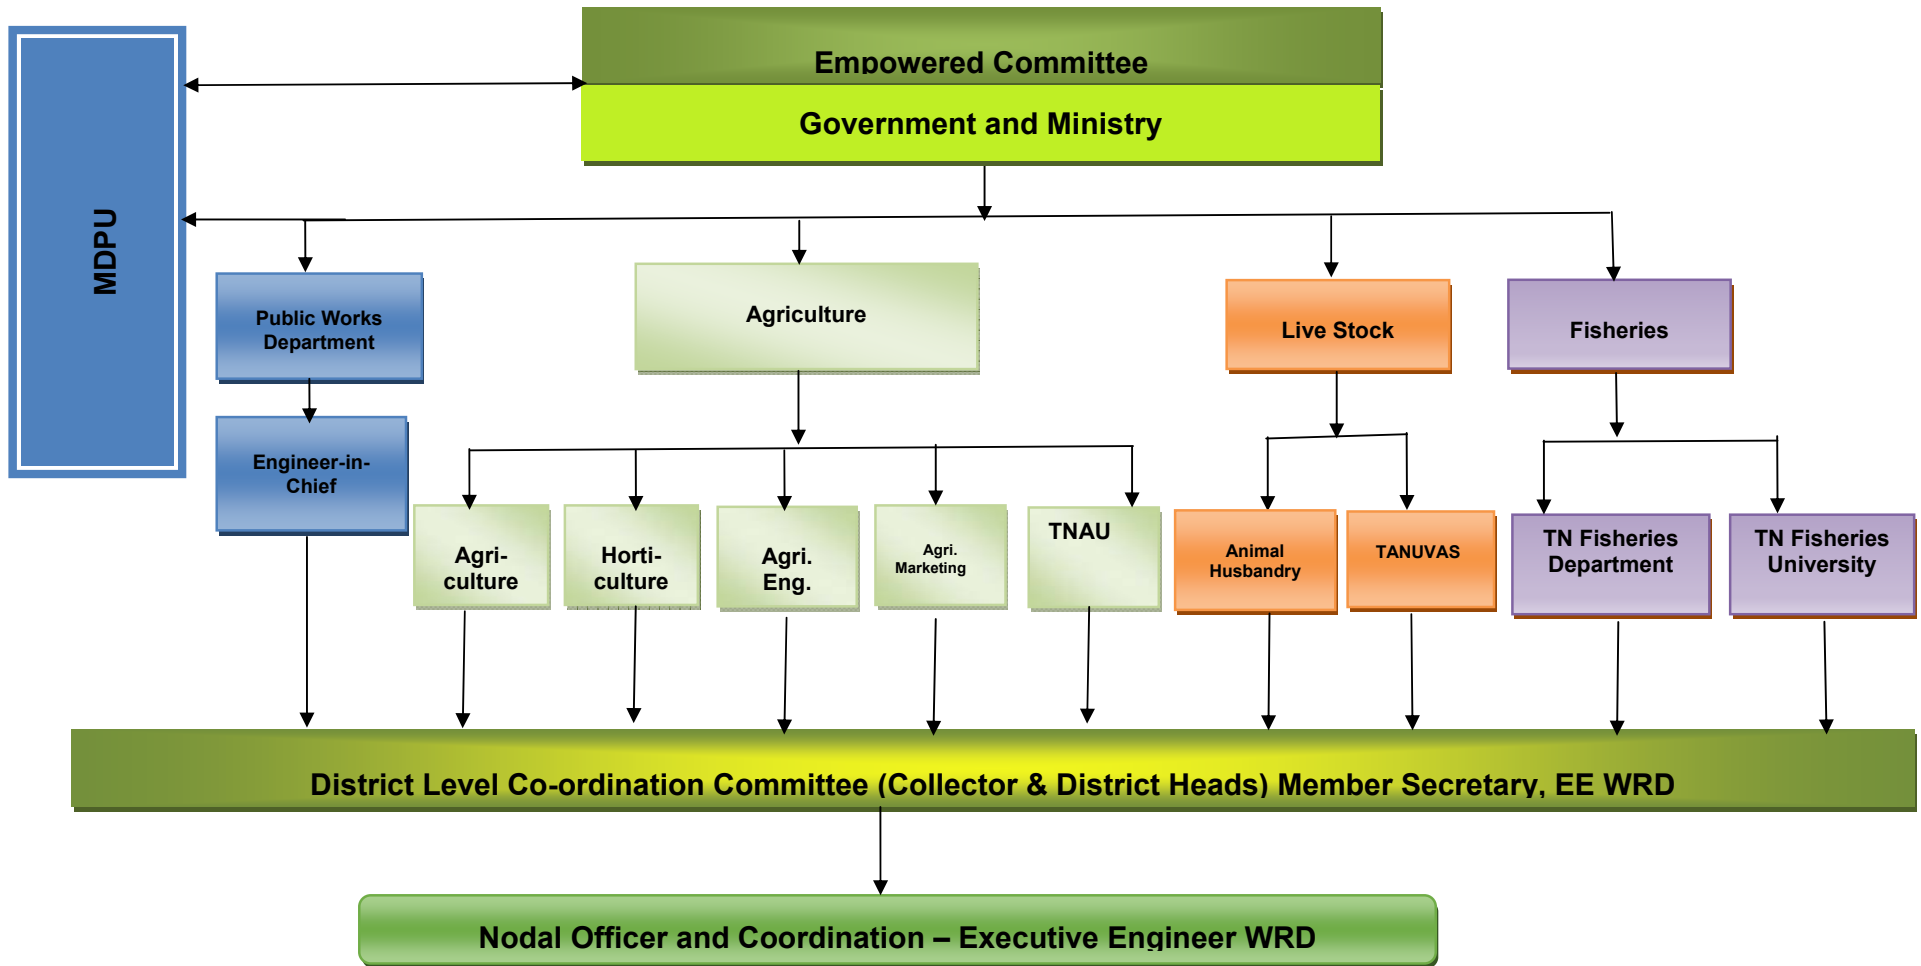 Empowered Committee
Government and Ministry
MDPU
Public Works
Department
Agriculture
Live Stock
Fisheries
Engineer-in-
Chief
Agri-
culture
Horti-
culture
Agri.
Eng.
Agri.
Marketing
TNAU
Animal
Husbandry
TANUVAS
TN Fisheries
Department
TN Fisheries
University
District Level Co-ordination Committee (Collector & District Heads) Member Secretary, EE WRD
Nodal Officer and Coordination – Executive Engineer WRD